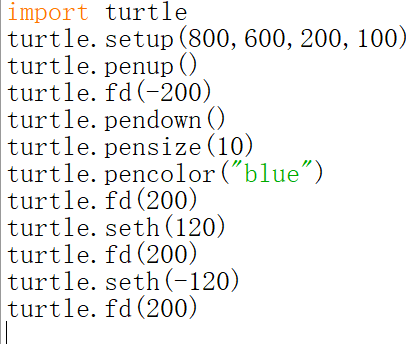 import turtle
turtle.setup(800,600,200,100)
turtle.penup()
turtle.fd(-200)
turtle.pendown()
turtle.pensize(10)
turtle.pencolor("blue")
turtle.fd(200)
turtle.seth(120)
turtle.fd(200)
turtle.seth(-120)
turtle.fd(200)